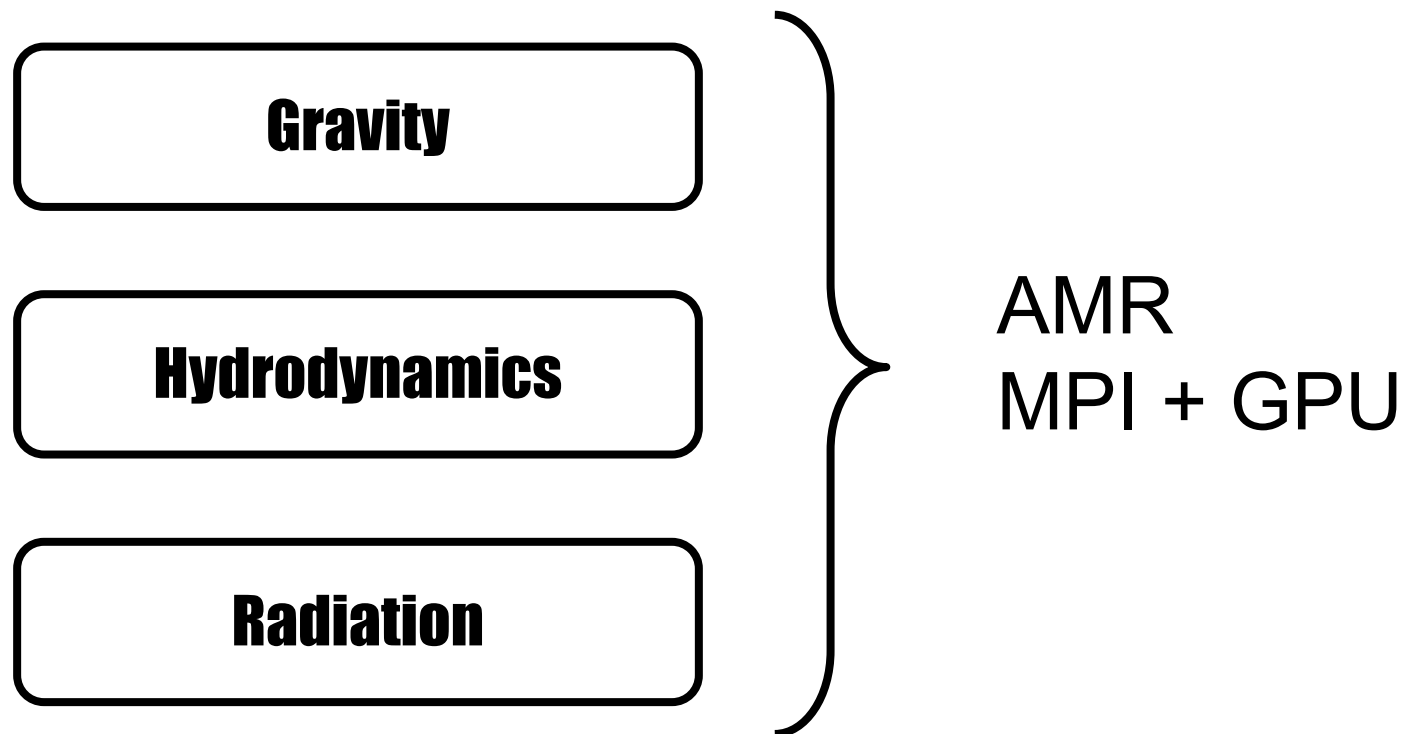 Gravity
Hydrodynamics
Radiation
AMR
MPI + GPU